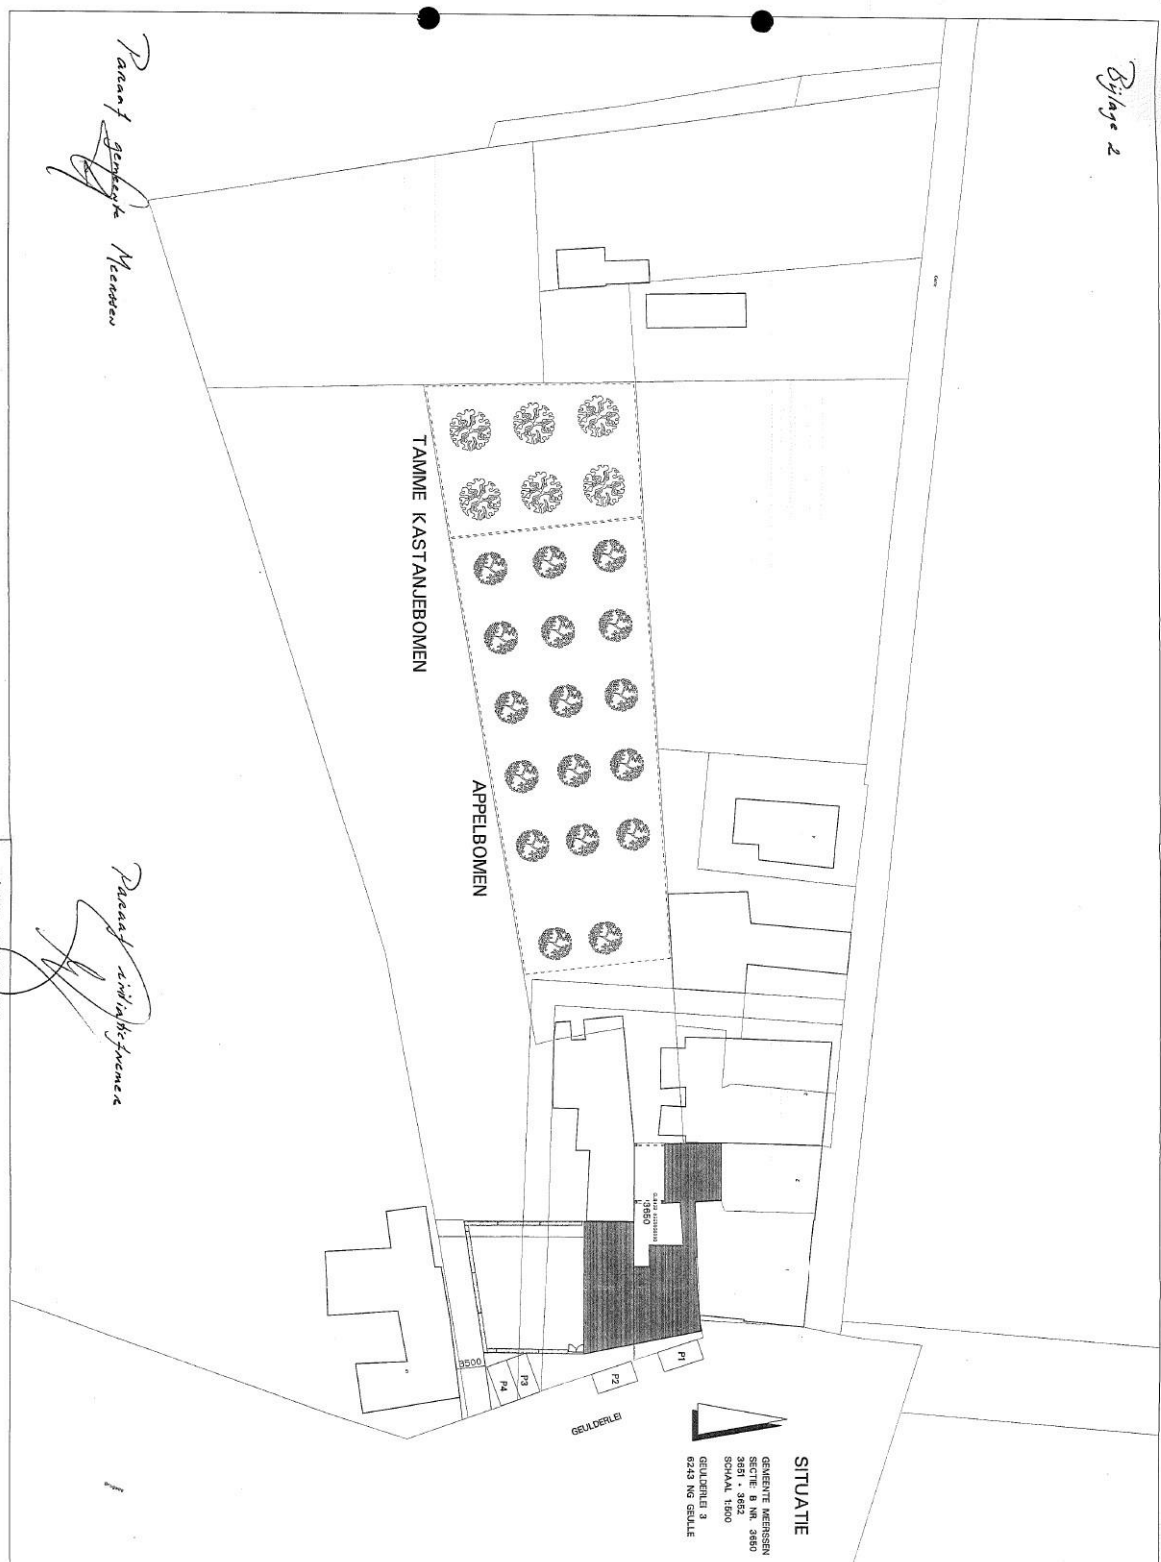 Bijlage 2
Paraaf gemeente Meerssen
Paraaf initiatiefnemer
TAMME KASTANJEBOMEN
APPELBOMEN
3650
3500
P1
P2
P3
P4
GEULDERLEI
SITUATIE
GEMEENTE MEERSSEN
SECTIE: B NR. 3650
3651 - 3652
SCHAAL 1:500
GEULDERLEI 3
6243 NG GEULLE